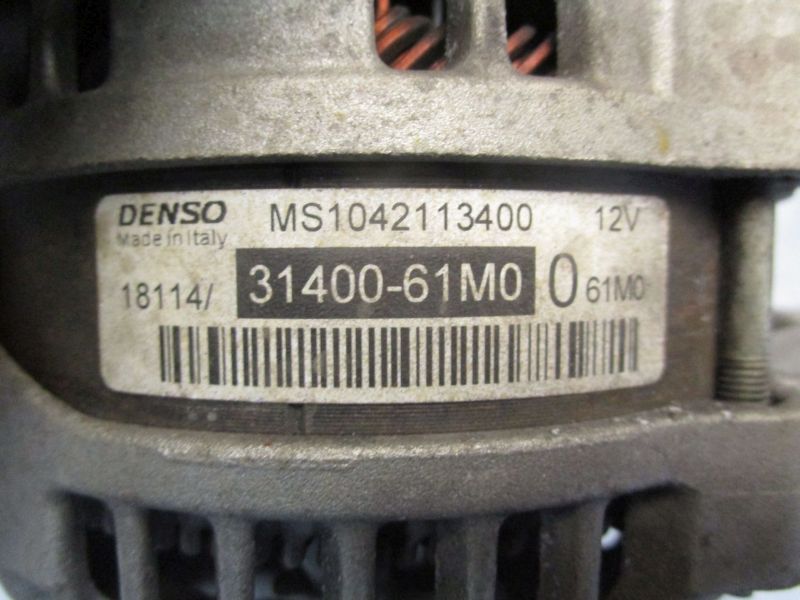 DENSO MS1042113400 12V
Made in Italy
18114/ 31400-61M0 0 61M0